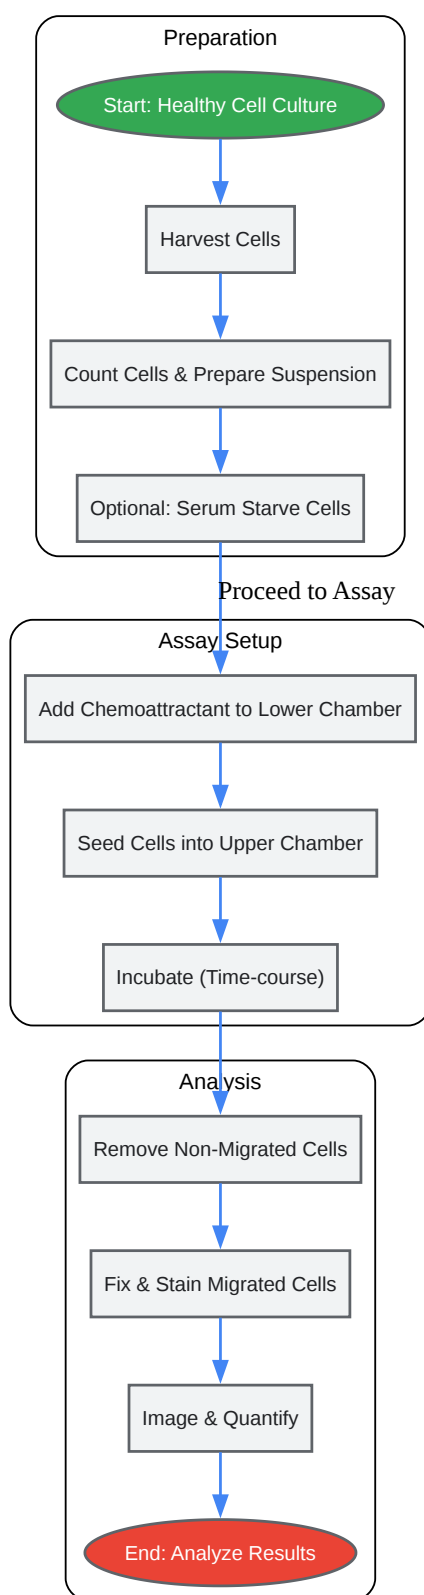 Preparation
Start: Healthy Cell Culture
Harvest Cells
Count Cells & Prepare Suspension
Optional: Serum Starve Cells
Proceed to Assay
Assay Setup
Add Chemoattractant to Lower Chamber
Seed Cells into Upper Chamber
Incubate (Time-course)
Analysis
Remove Non-Migrated Cells
Fix & Stain Migrated Cells
Image & Quantify
End: Analyze Results